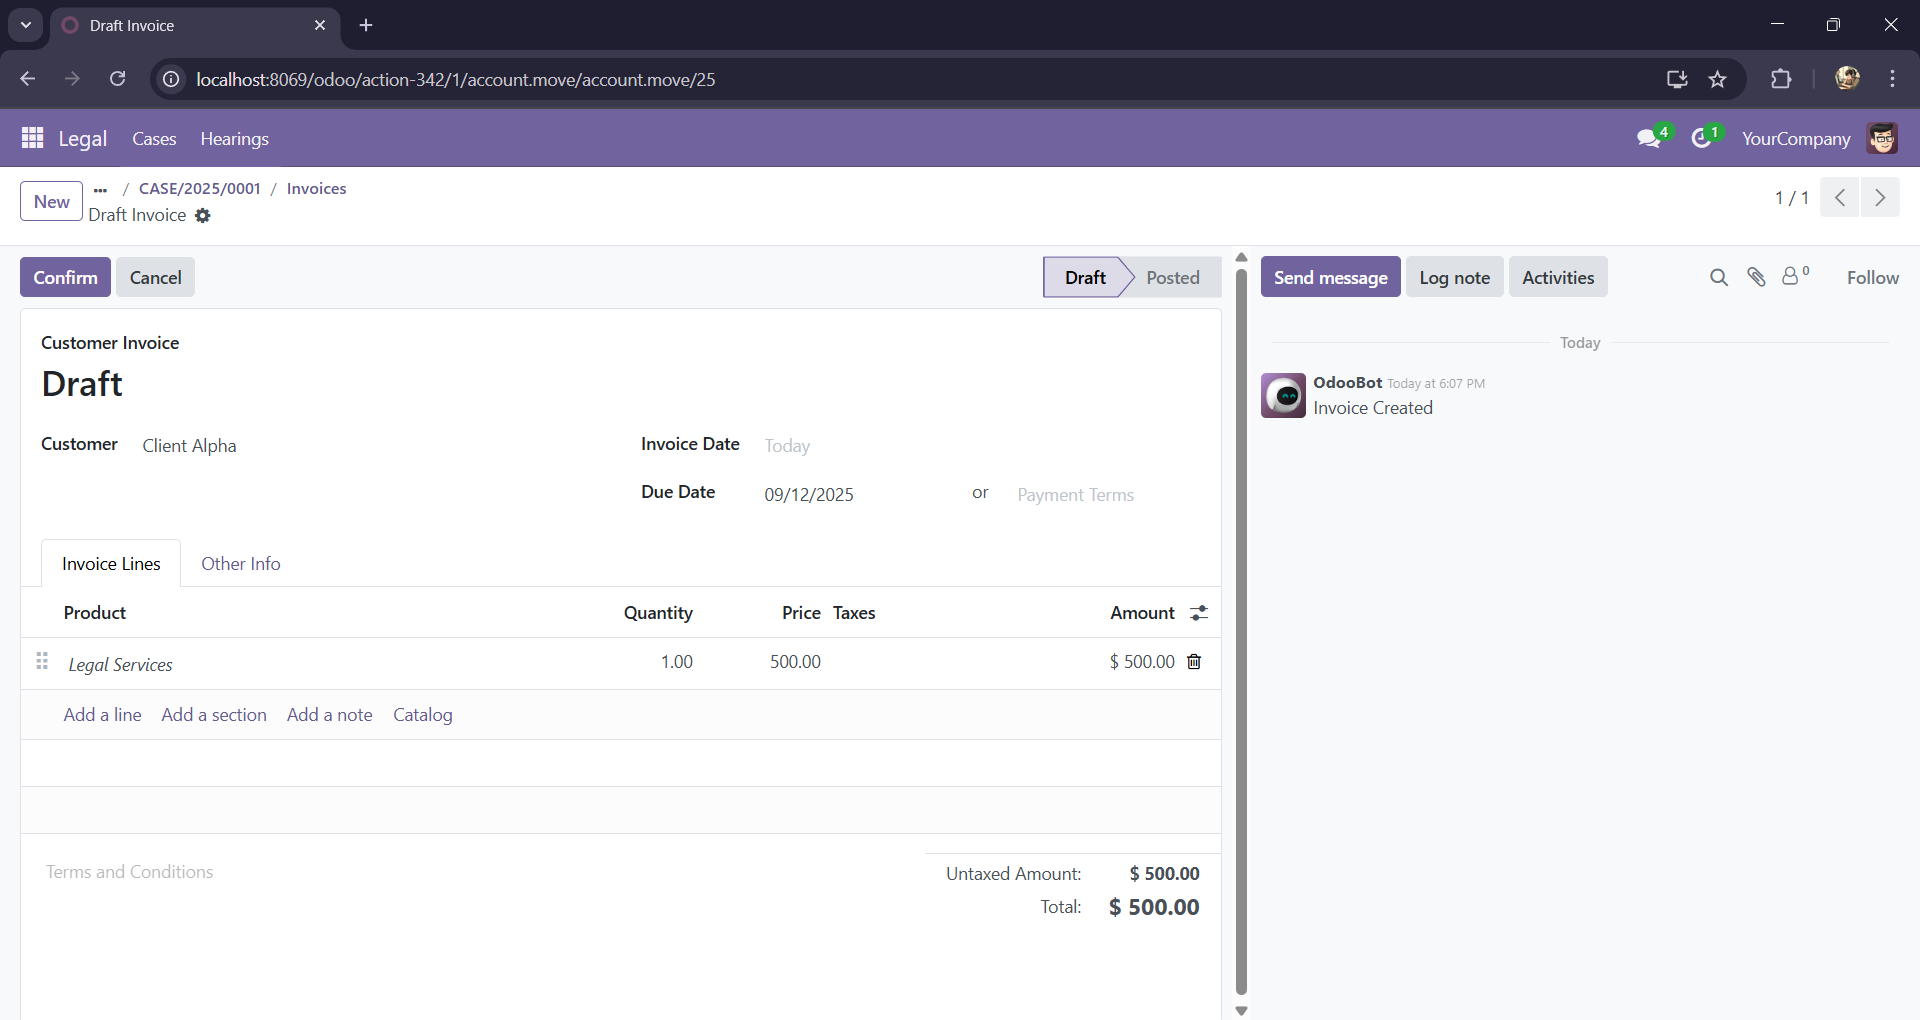 Draft Invoice
localhost:8069/odoo/action-342/1/account.move/account.move/25
Legal Cases Hearings 4 1 YourCompany
New ... / CASE/2025/0001 / Invoices
Draft Invoice
1 / 1
Confirm Cancel Draft Posted
Send message Log note Activities 0 Follow
Customer Invoice
Draft
Customer Client Alpha
Invoice Date Today
Due Date 09/12/2025 or Payment Terms
Today
OdooBot Today at 6:07 PM
Invoice Created
Invoice Lines Other Info
Product Quantity Price Taxes Amount
Legal Services 1.00 500.00 $ 500.00
Add a line Add a section Add a note Catalog
Terms and Conditions
Untaxed Amount: $ 500.00
Total: $ 500.00